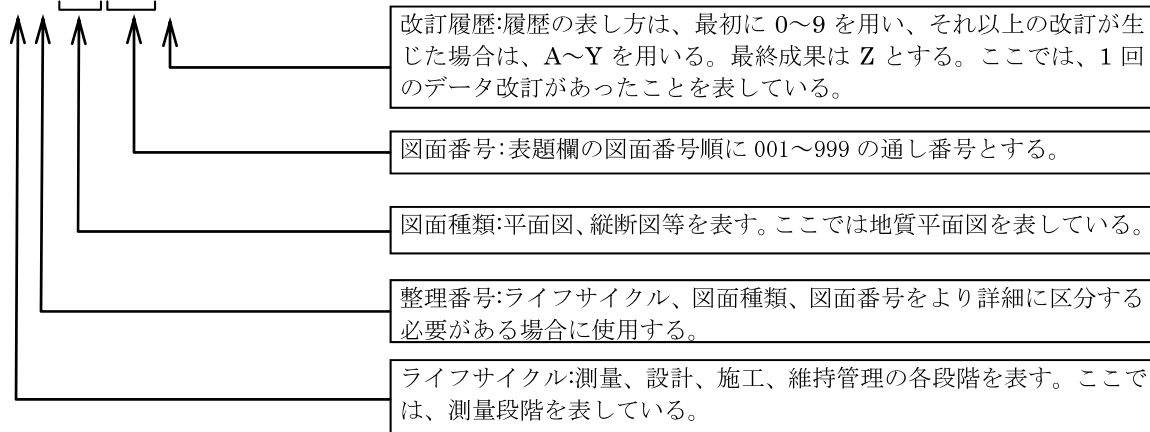 改訂履歴:履歴の表し方は、最初に 0～9 を用い、それ以上の改訂が生
じた場合は、A～Y を用いる。最終成果は Z とする。ここでは、1 回
のデータ改訂があったことを表している。
図面番号:表題欄の図面番号順に 001～999 の通し番号とする。
図面種類:平面図、縦断図等を表す。ここでは地質平面図を表している。
整理番号:ライフサイクル、図面種類、図面番号をより詳細に区分する
必要がある場合に使用する。
ライフサイクル:測量、設計、施工、維持管理の各段階を表す。ここで
は、測量段階を表している。